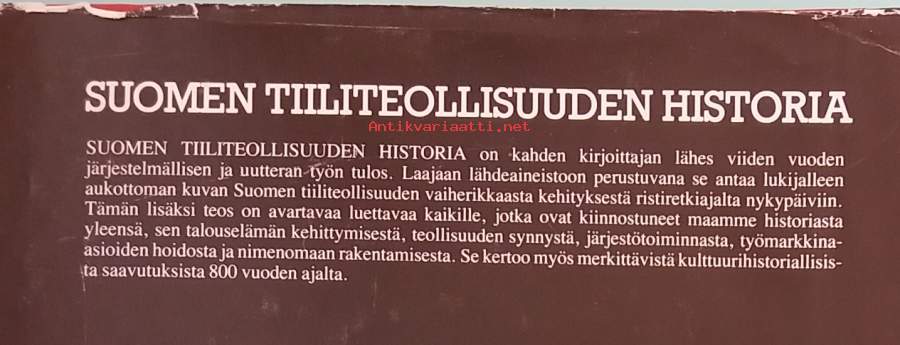 SUOMEN TIILITEOLLISUUDEN HISTORIA
Antikvariaatti.net
SUOMEN TIILITEOLLISUUDEN HISTORIA on kahden kirjoittajan lähes viiden vuoden
järjestelmällisen ja uutteran työn tulos. Laajaan lähdeaineistoon perustuvana se antaa lukijalleen
aukottoman kuvan Suomen tiiliteollisuuden vaiherikkaasta kehityksestä ristiretkiajalta nykypäiviin.
Tämän lisäksi teos on avartavaa luettavaa kaikille, jotka ovat kiinnostuneet maamme historiasta
yleensä, sen talouselämän kehittymisestä, teollisuuden synnystä, järjestötoiminnasta, työmarkkina-
asioiden hoidosta ja nimenomaan rakentamisesta. Se kertoo myös merkittävistä kulttuurihistoriallisis-
ta saavutuksista 800 vuoden ajalta.